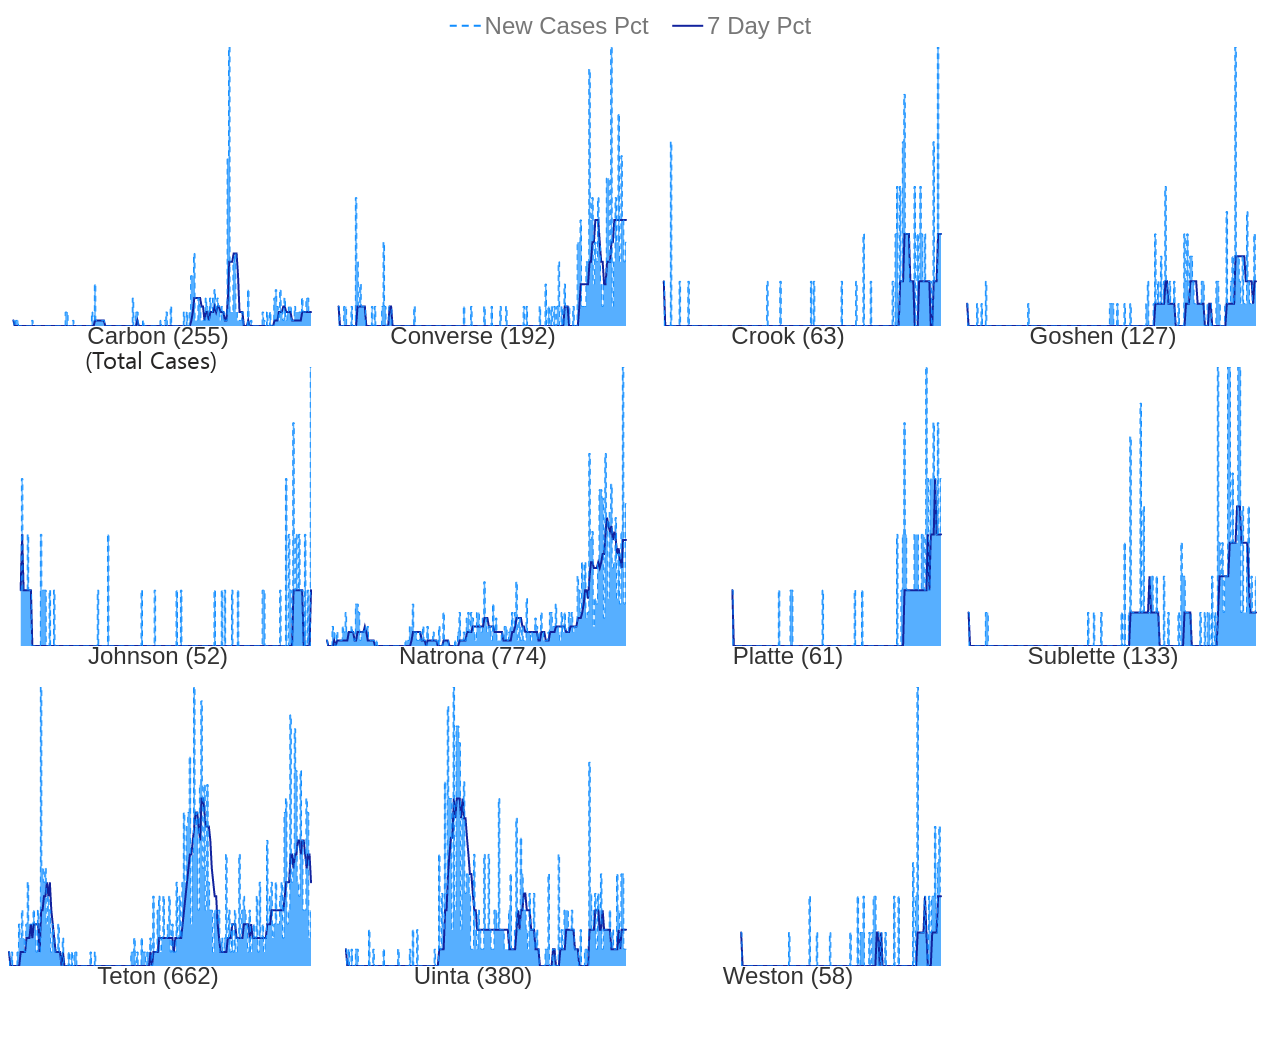 New Cases Pct 7 Day Pct
Carbon (255) Converse (192) Crook (63) Goshen (127)
(Total Cases)
Johnson (52) Natrona (774) Platte (61) Sublette (133)
Teton (662) Uinta (380) Weston (58)